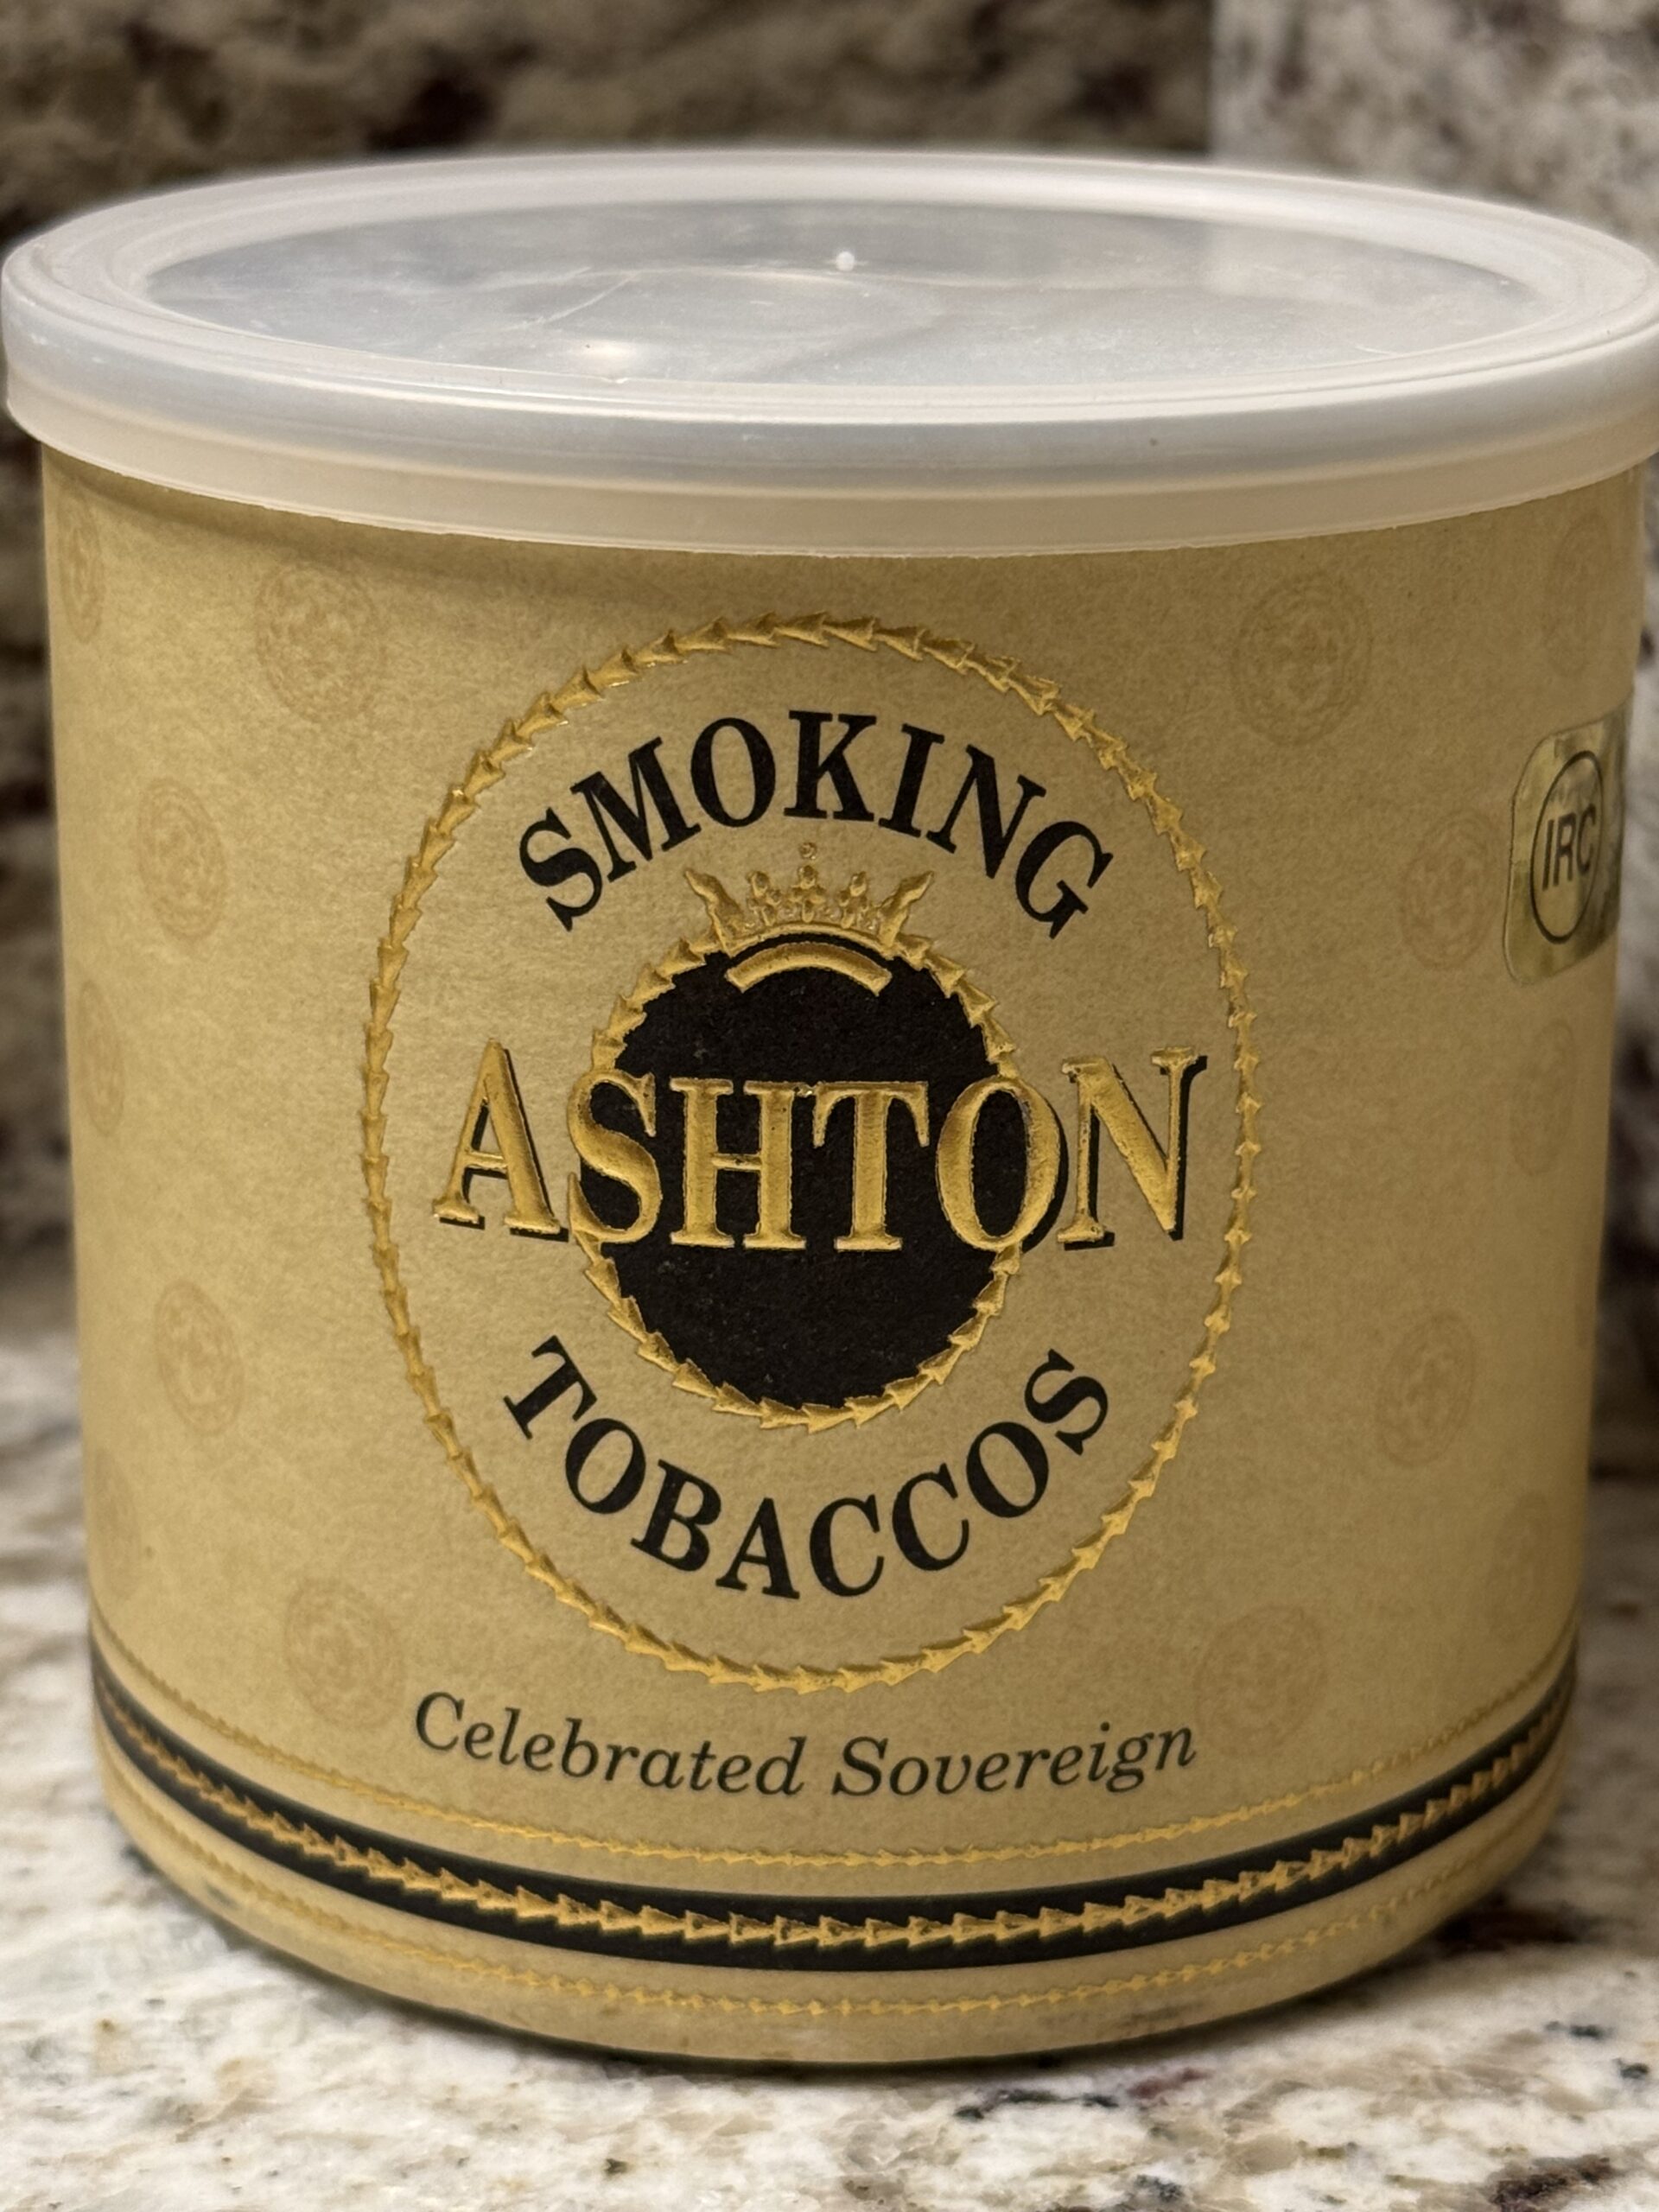 SMOKING
ASHTON
TOBACCOS
Celebrated Sovereign
IRC